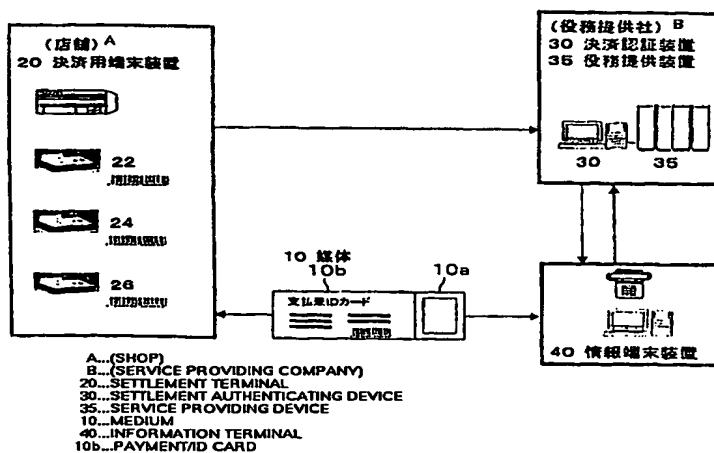 (店舗) A
20 決済用端末装置
22
24
26
(役務提供社) B
30 決済認証装置
35 役務提供装置
30
35
10 媒体
10b
10a
支払兼IDカード
40 情報端末装置
A...(SHOP)
B...(SERVICE PROVIDING COMPANY)
20...SETTLEMENT TERMINAL
30...SETTLEMENT AUTHENTICATING DEVICE
35...SERVICE PROVIDING DEVICE
10...MEDIUM
40...INFORMATION TERMINAL
10b...PAYMENT/ID CARD